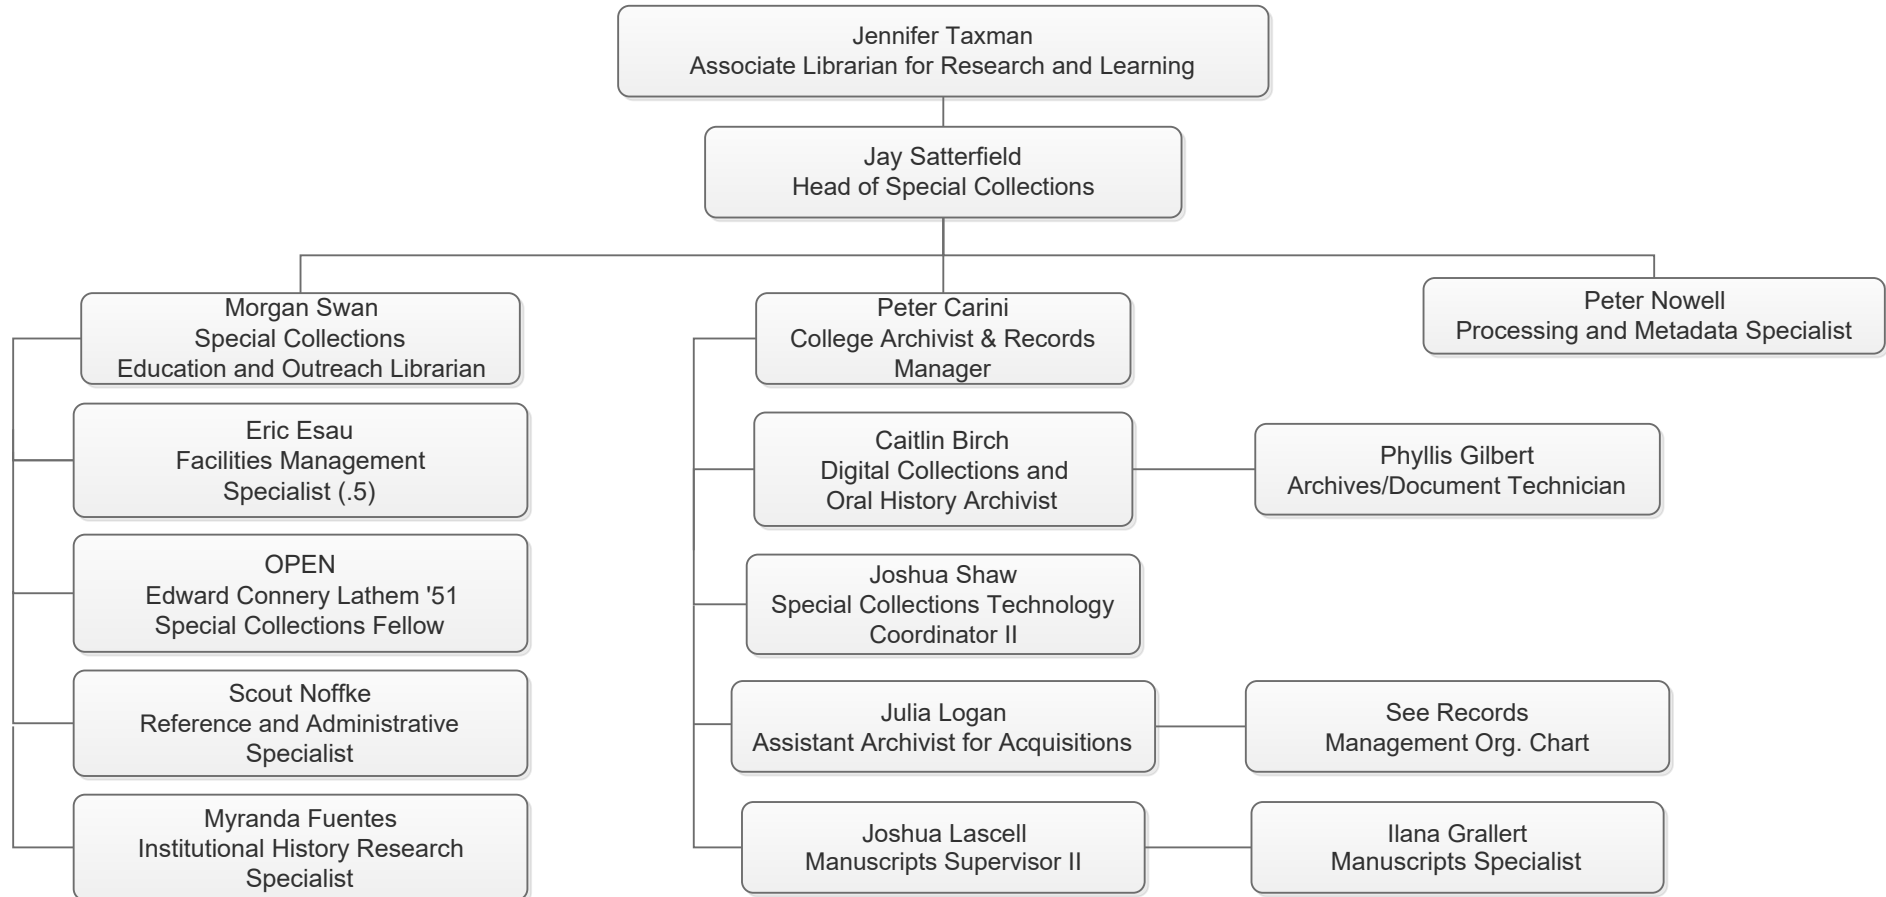 Jennifer Taxman
Associate Librarian for Research and Learning
Jay Satterfield
Head of Special Collections
Morgan Swan
Special Collections
Education and Outreach Librarian
Eric Esau
Facilities Management
Specialist (.5)
OPEN
Edward Connery Lathem '51
Special Collections Fellow
Scout Noffke
Reference and Administrative
Specialist
Myranda Fuentes
Institutional History Research
Specialist
Peter Carini
College Archivist & Records
Manager
Caitlin Birch
Digital Collections and
Oral History Archivist
Phyllis Gilbert
Archives/Document Technician
Joshua Shaw
Special Collections Technology
Coordinator II
Julia Logan
Assistant Archivist for Acquisitions
See Records
Management Org. Chart
Joshua Lascell
Manuscripts Supervisor II
Ilana Grallert
Manuscripts Specialist
Peter Nowell
Processing and Metadata Specialist